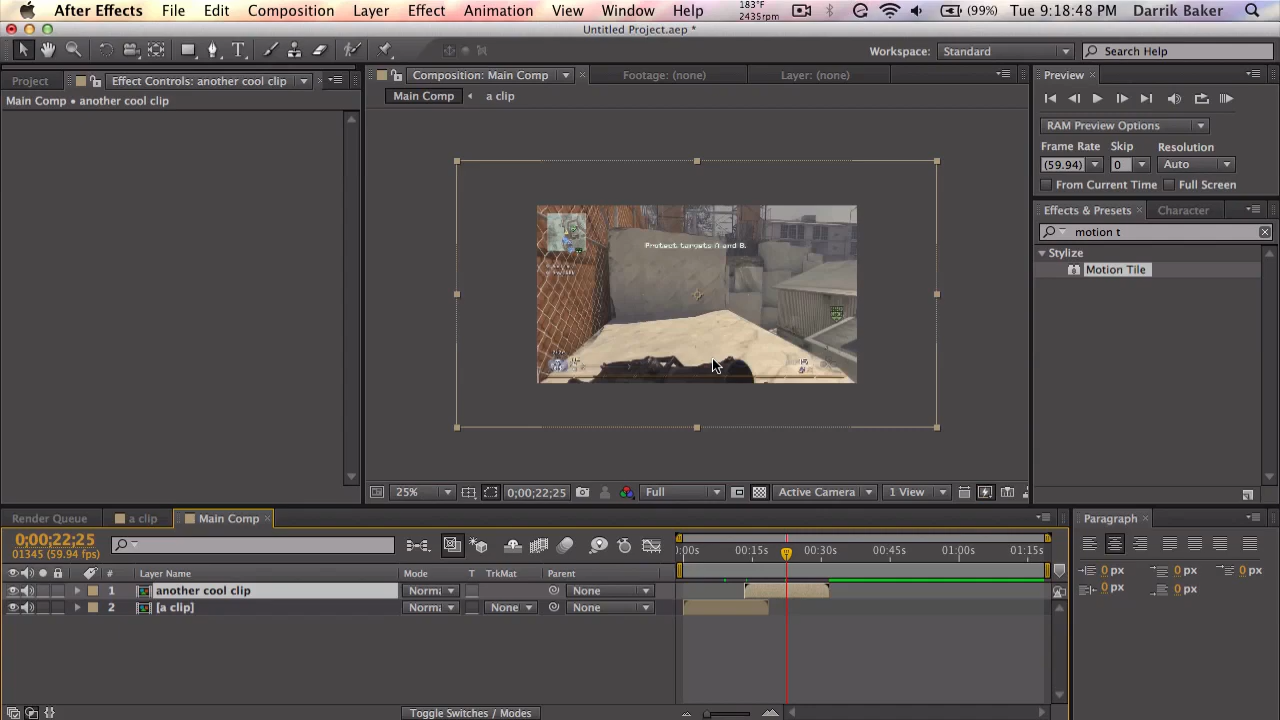 After Effects File Edit Composition Layer Effect Animation View Window Help 183°F 2435rpm (99%) Tue 9:18:48 PM Darrik Baker
Untitled Project.aep *
Workspace: Standard Search Help
Project Effect Controls: another cool clip Composition: Main Comp Footage: (none) Layer: (none) Preview
Main Comp • another cool clip Main Comp a clip
RAM Preview Options
Frame Rate Skip Resolution
(59.94) 0 Auto
From Current Time Full Screen
Effects & Presets Character
motion t
Stylize
Motion Tile
Protect targets A and B.
25% 0;00;22;25 Full Active Camera 1 View
Render Queue a clip Main Comp Paragraph
0;00;22;25
01345 (59.94 fps)
:00s 00:15s 00:30s 00:45s 01:00s 01:15s
# Layer Name Mode T TrkMat Parent
1 another cool clip Norma None
2 [a clip] Norma None None
0 px 0 px 0 px
0 px 0 px
Toggle Switches / Modes